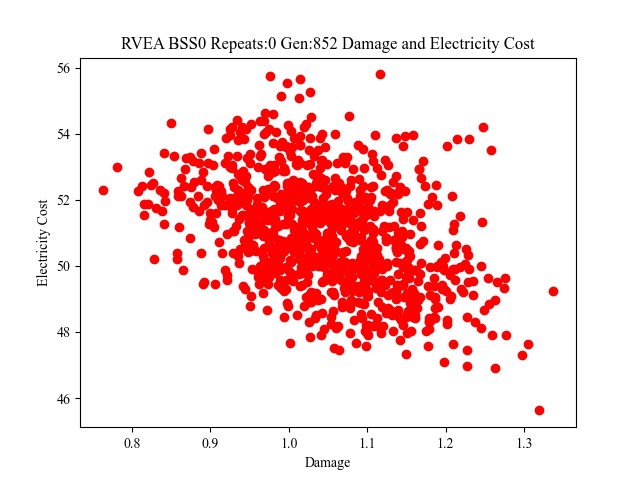 RVEA BSS0 Repeats:0 Gen:852 Damage and Electricity Cost
56
54
52
50
48
46
Electricity Cost
0.8 0.9 1.0 1.1 1.2 1.3
Damage